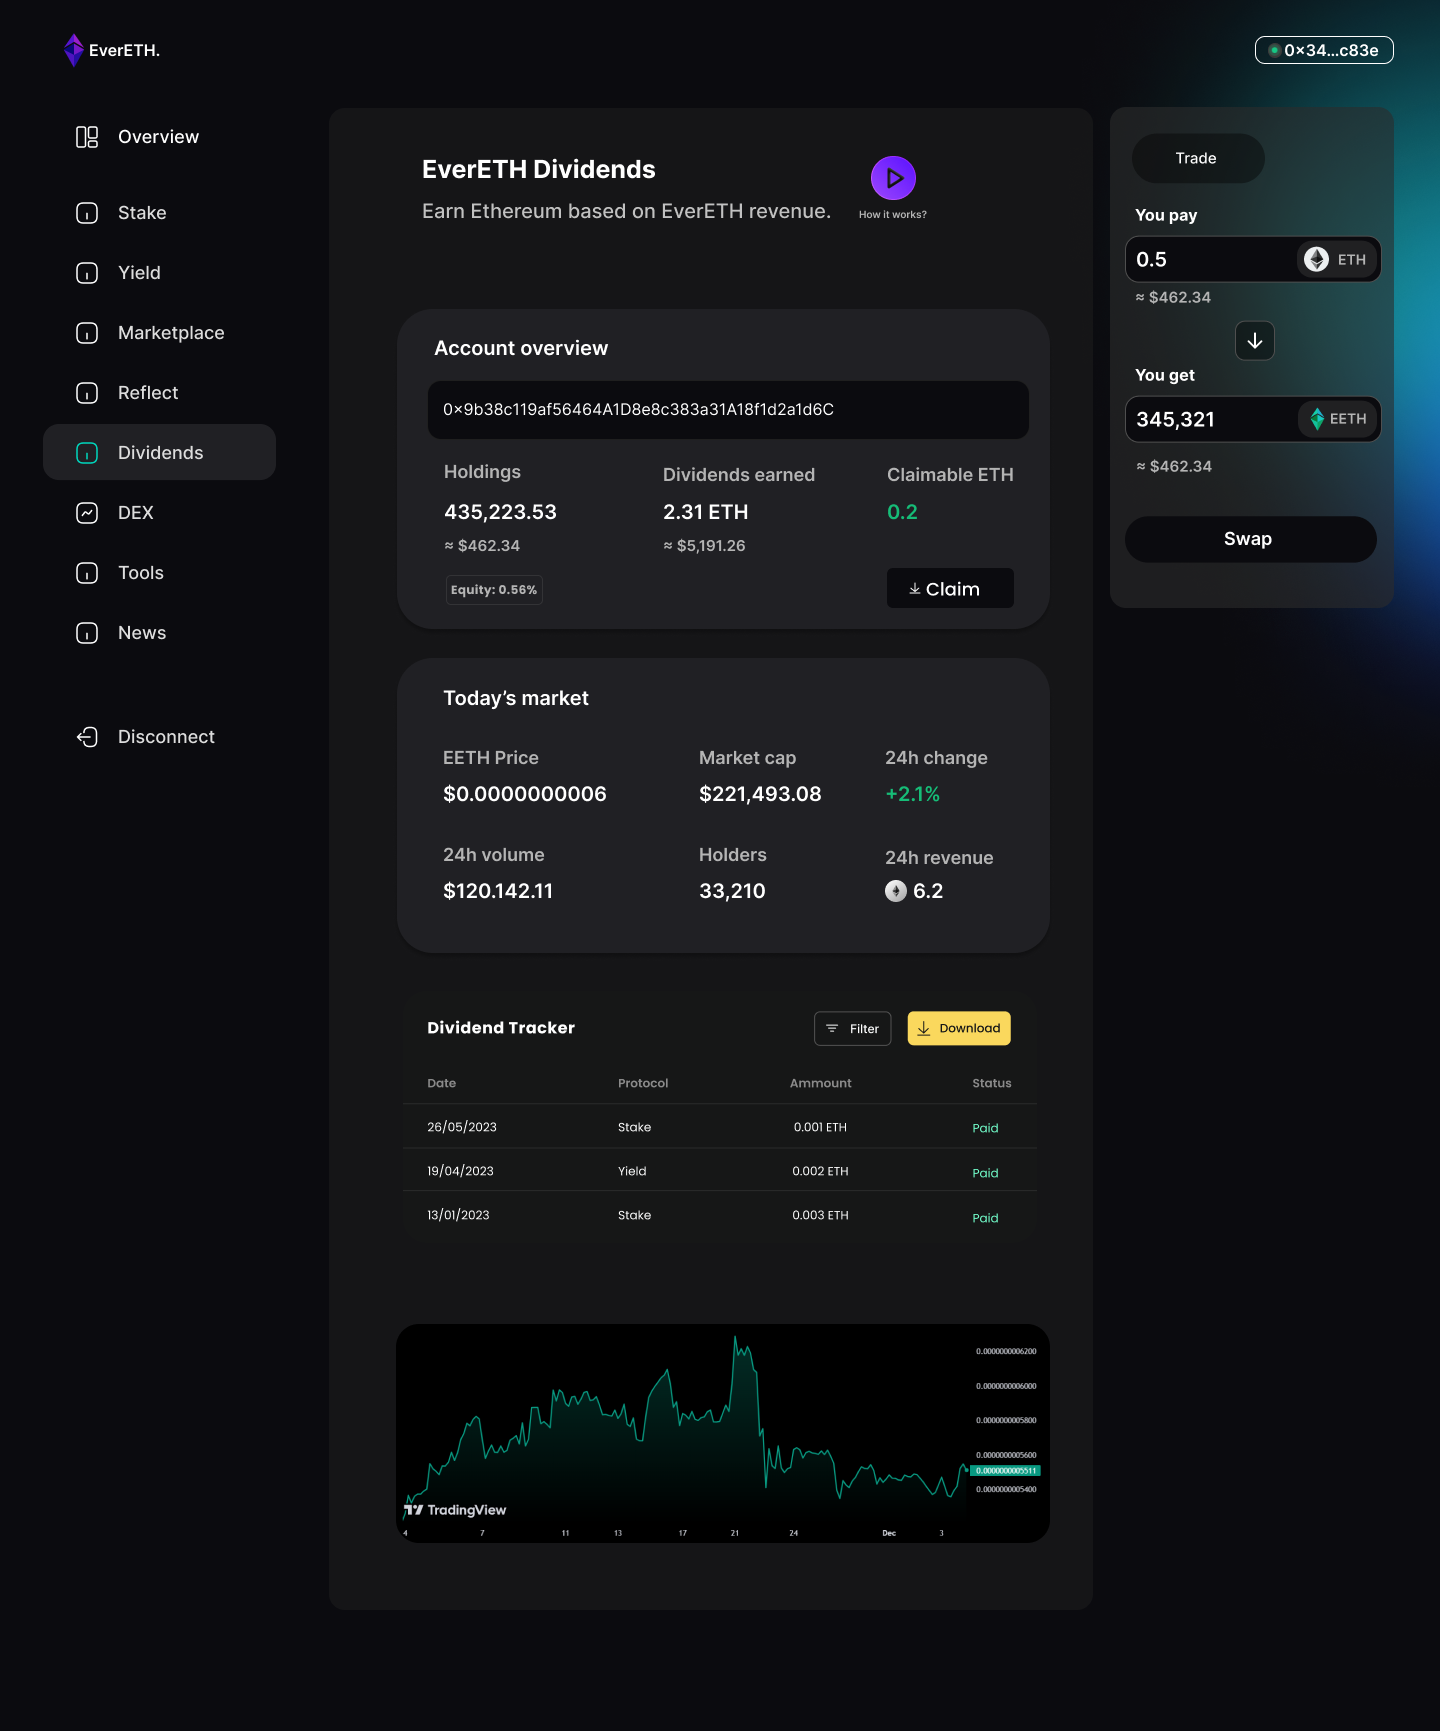 EverETH.
0x34...c83e
Overview
Stake
Yield
Marketplace
Reflect
Dividends
DEX
Tools
News
Disconnect
EverETH Dividends
Earn Ethereum based on EverETH revenue.
How it works?
Account overview
0x9b38c119af56464A1D8e8c383a31A18f1d2a1d6C
Holdings
Dividends earned
Claimable ETH
435,223.53
2.31 ETH
0.2
≈ $462.34
≈ $5,191.26
Equity: 0.56%
Claim
Today’s market
EETH Price
Market cap
24h change
$0.0000000006
$221,493.08
+2.1%
24h volume
Holders
24h revenue
$120.142.11
33,210
6.2
Dividend Tracker
Filter
Download
Date
Protocol
Ammount
Status
26/05/2023
Stake
0.001 ETH
Paid
19/04/2023
Yield
0.002 ETH
Paid
13/01/2023
Stake
0.003 ETH
Paid
0.0000000006200
0.0000000006000
0.0000000005800
0.0000000005600
0.0000000005511
0.0000000005400
TradingView
4
7
11
13
17
21
24
Dec
3
Trade
You pay
0.5
ETH
≈ $462.34
You get
345,321
EETH
≈ $462.34
Swap